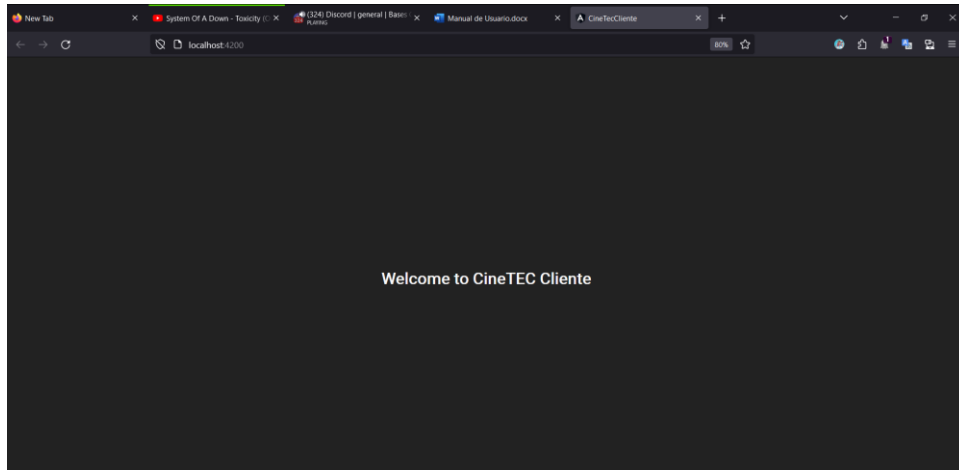 New Tab
System Of A Down - Toxicity (O
(324) Discord | general | Bases
PLAYING
Manual de Usuario.docx
CineTecCliente
localhost:4200
80%
1
Welcome to CineTEC Cliente